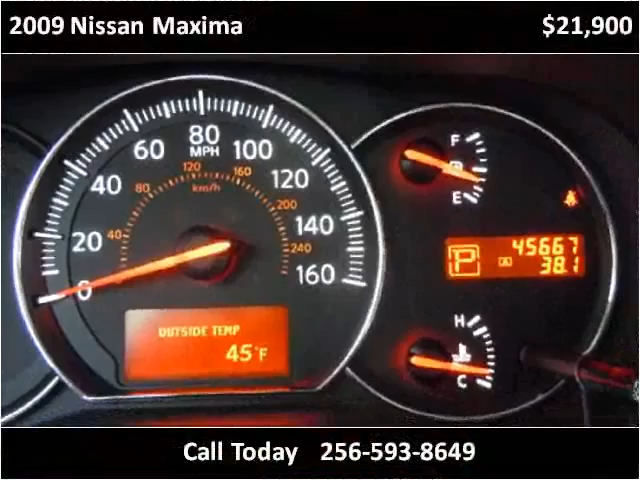 2009 Nissan Maxima $21,900
80
MPH
60 100
120 160
km/h
40 80 120
200
20 40 140
240
0 160
OUTSIDE TEMP
45°F
F
E
P 45667
A 38.1
H
C
Call Today 256-593-8649